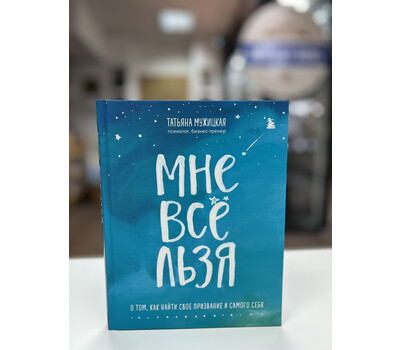 ТАТЬЯНА МУЖИЦКАЯ
психолог, бизнес-тренер
МНЕ
ВСЁ
ЛЬЗЯ
О ТОМ, КАК НАЙТИ СВОЕ ПРИЗВАНИЕ И САМОГО СЕБЯ